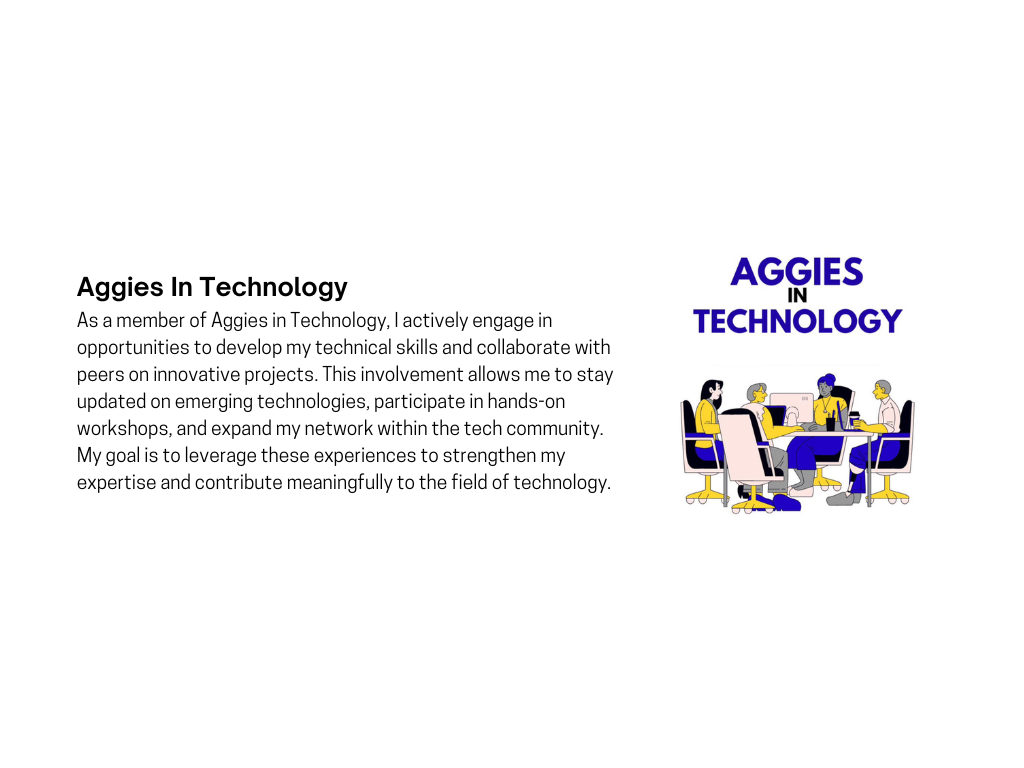 Aggies In Technology
As a member of Aggies in Technology, I actively engage in
opportunities to develop my technical skills and collaborate with
peers on innovative projects. This involvement allows me to stay
updated on emerging technologies, participate in hands-on
workshops, and expand my network within the tech community.
My goal is to leverage these experiences to strengthen my
expertise and contribute meaningfully to the field of technology.
AGGIES
IN
TECHNOLOGY